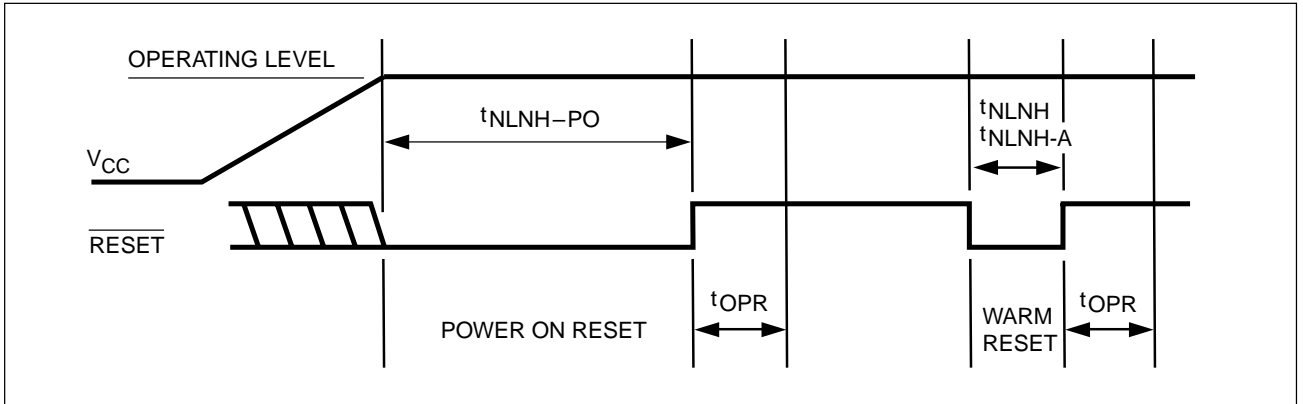 OPERATING LEVEL
tNLNH–PO
tNLNH
tNLNH-A
VCC
RESET
tOPR
POWER ON RESET
WARM
RESET
tOPR